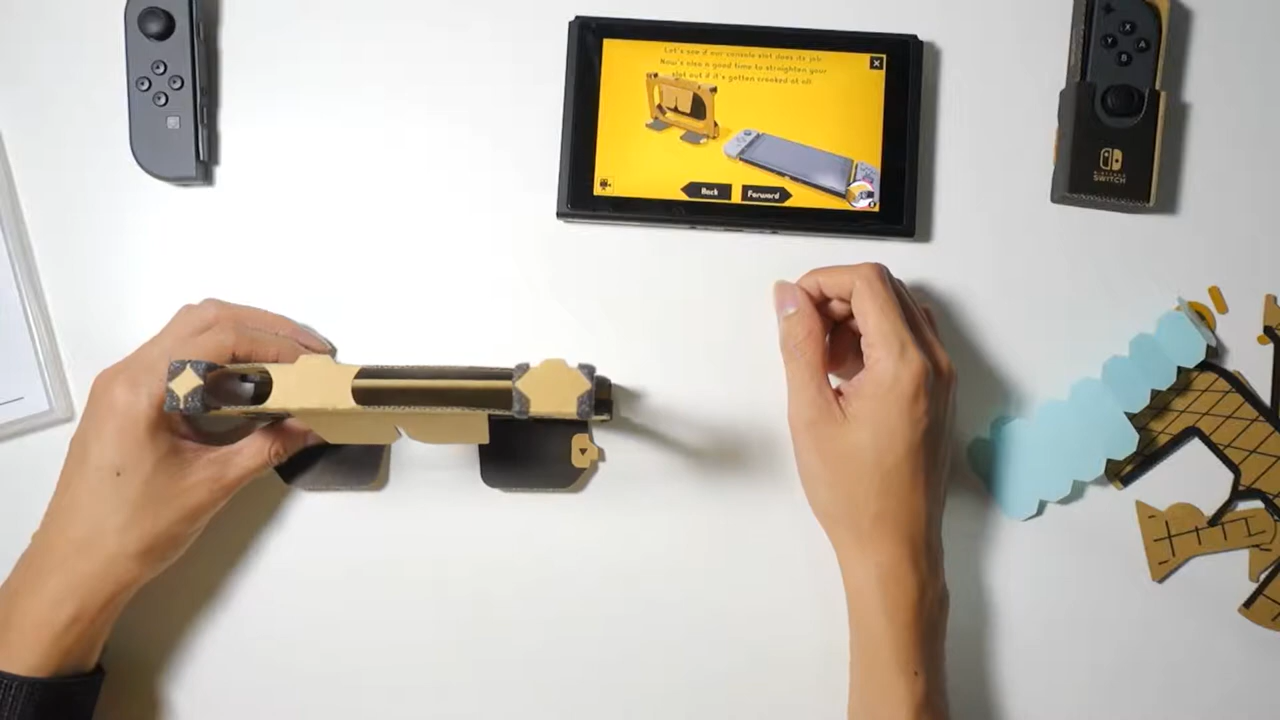 Let's see if our console slot does its job.
Now's also a good time to straighten your
slot out if it's gotten crooked at all.
Back
Forward
X
Y
A
B
NINTENDO
SWITCH